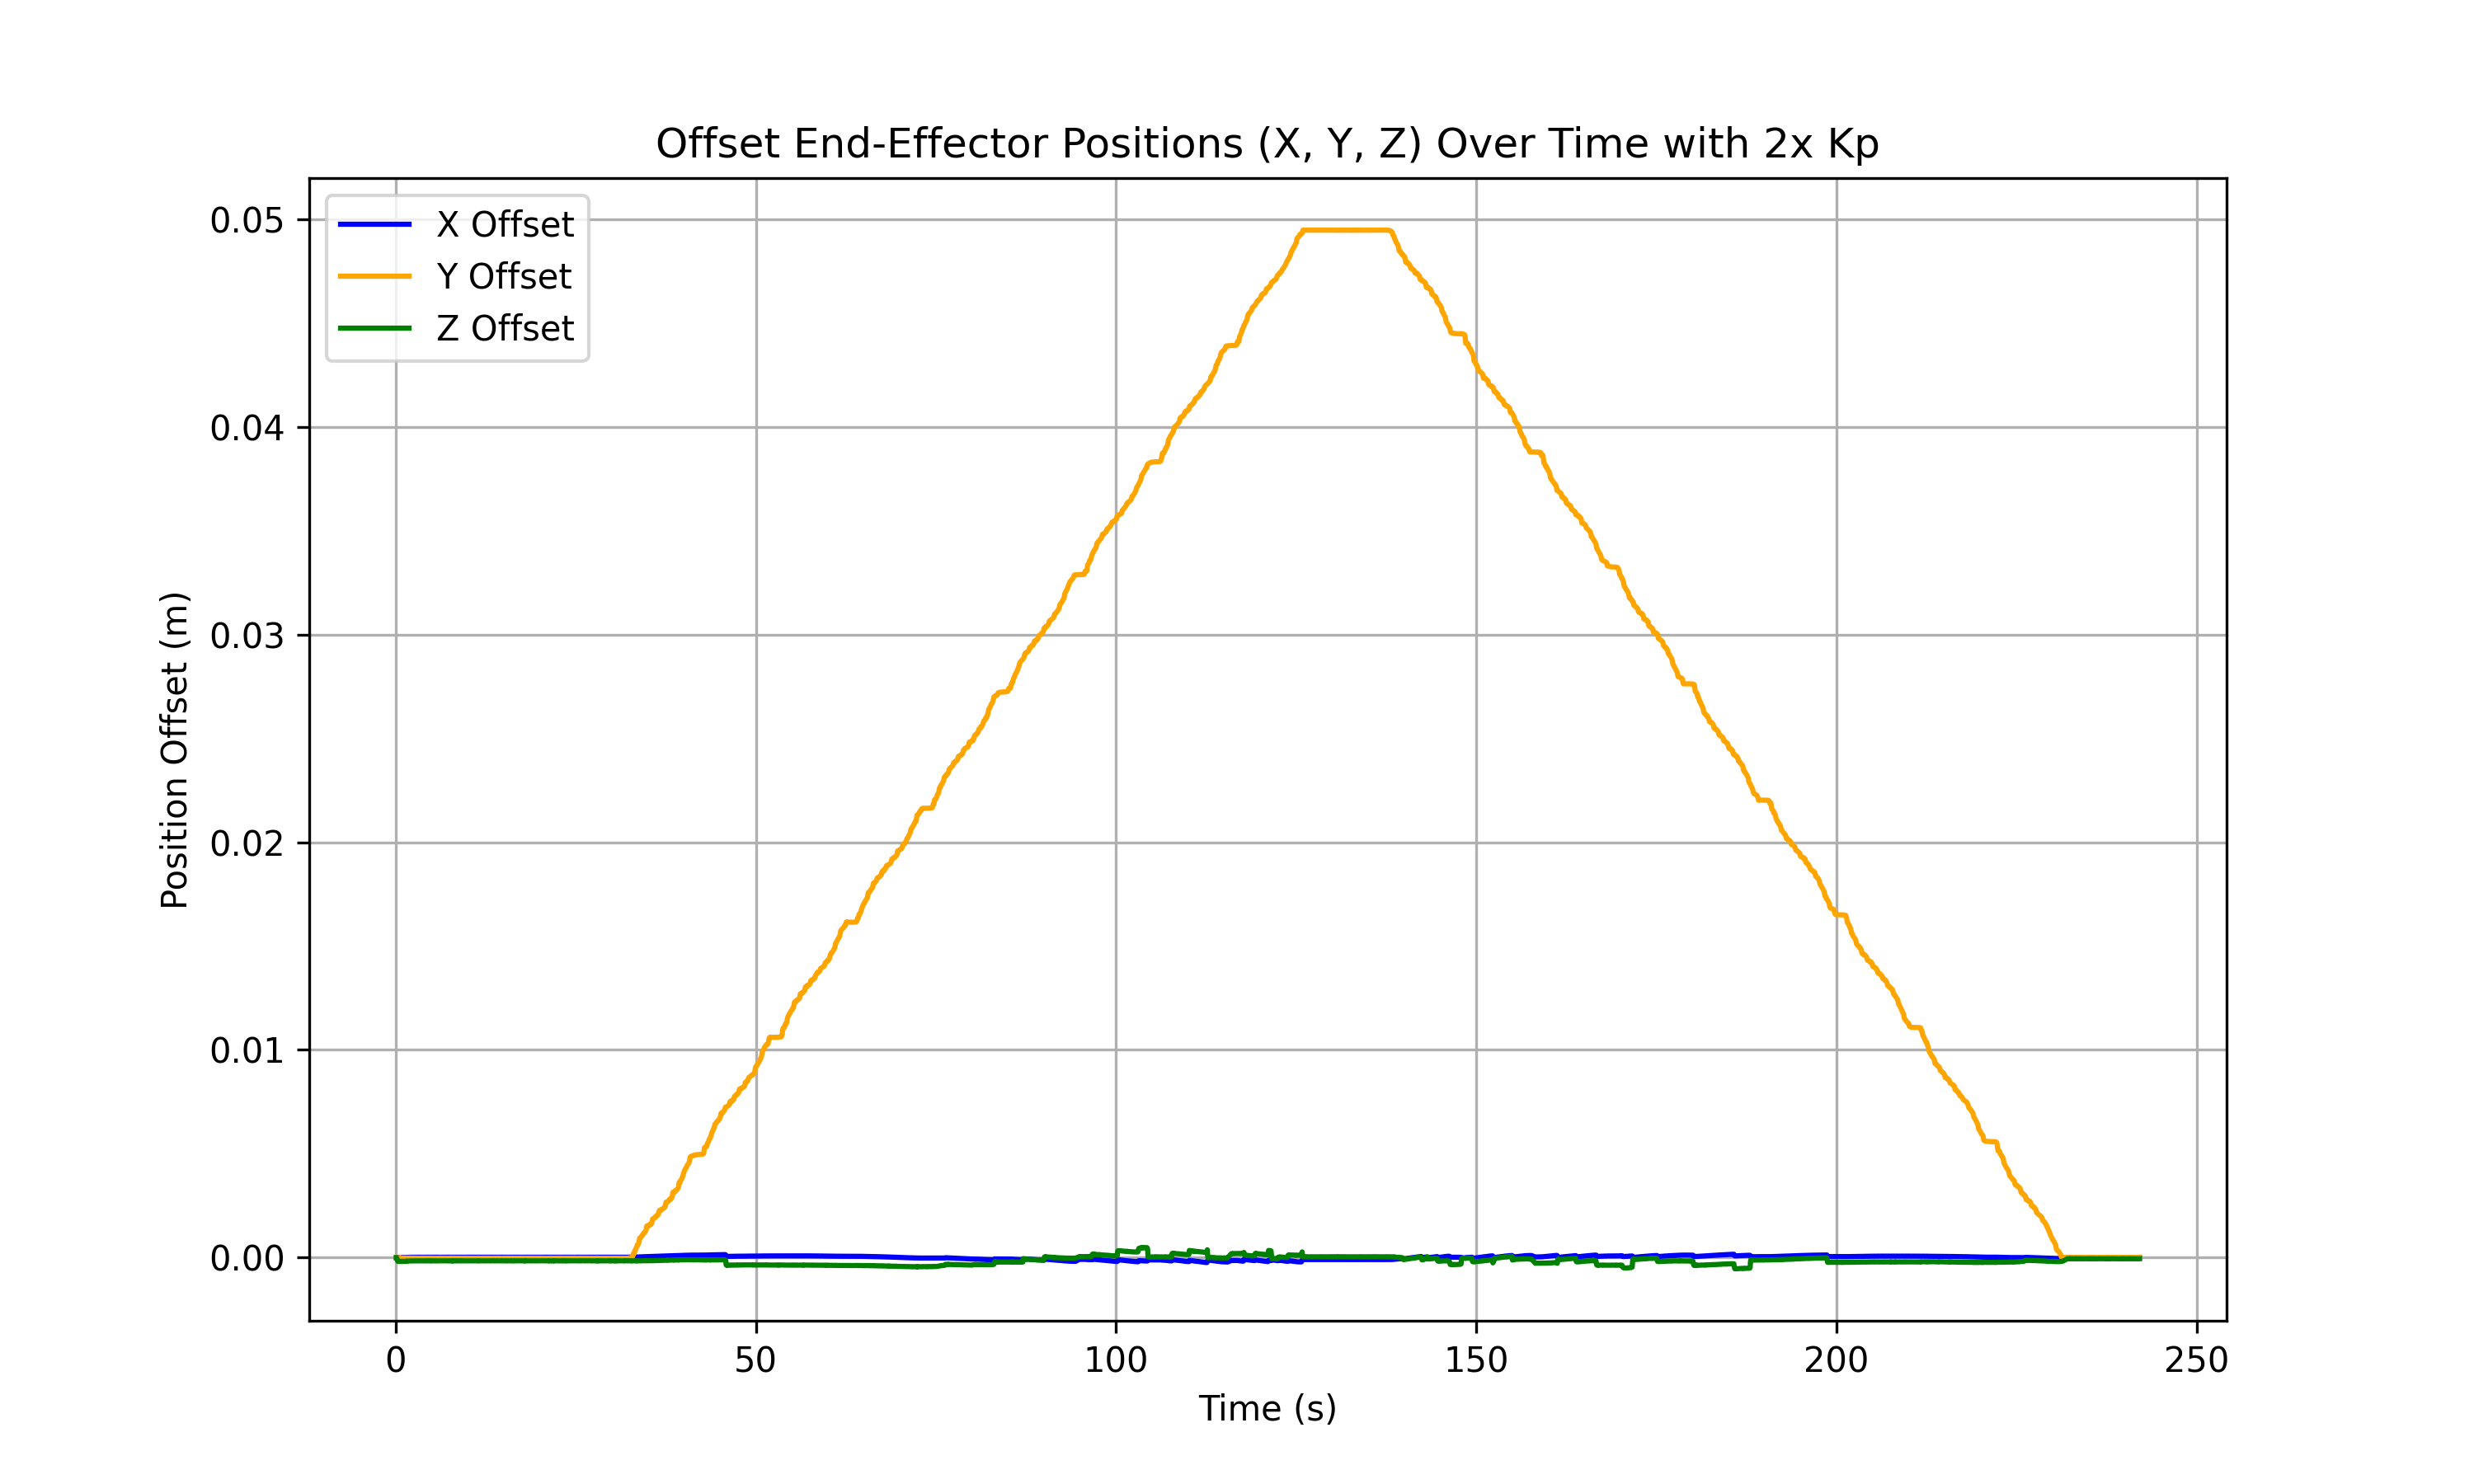 Offset End-Effector Positions (X, Y, Z) Over Time with 2x Kp
X Offset
Y Offset
Z Offset
Position Offset (m)
0.05
0.04
0.03
0.02
0.01
0.00
0 50 100 150 200 250
Time (s)